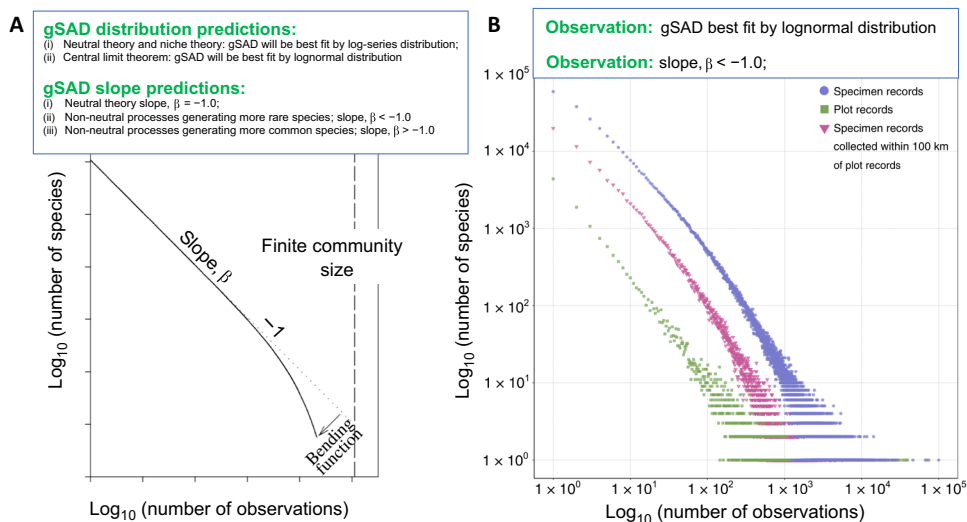 A
gSAD distribution predictions:
(i) Neutral theory and niche theory: gSAD will be best fit by log-series distribution;
(ii) Central limit theorem: gSAD will be best fit by lognormal distribution
gSAD slope predictions:
(i) Neutral theory slope, β = −1.0;
(ii) Non-neutral processes generating more rare species; slope, β < −1.0
(iii) Non-neutral processes generating more common species; slope, β > −1.0
Log10 (number of species)
Slope, β
−1
Finite community
size
Bending
function
Log10 (number of observations)
B
Observation: gSAD best fit by lognormal distribution
Observation: slope, β < −1.0;
Specimen records
Plot records
Specimen records
collected within 100 km
of plot records
Log10 (number of species)
1 × 10^5
1 × 10^4
1 × 10^3
1 × 10^2
1 × 10^1
1 × 10^0
1 × 10^0 1 × 10^1 1 × 10^2 1 × 10^3 1 × 10^4 1 × 10^5
Log10 (number of observations)